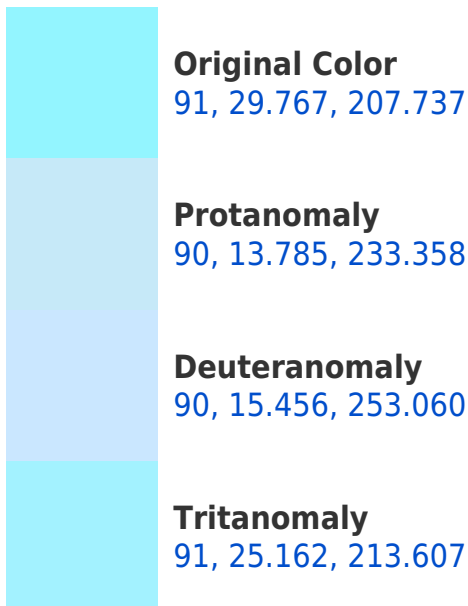 Original Color
91, 29.767, 207.737
Protanomaly
90, 13.785, 233.358
Deuteranomaly
90, 15.456, 253.060
Tritanomaly
91, 25.162, 213.607